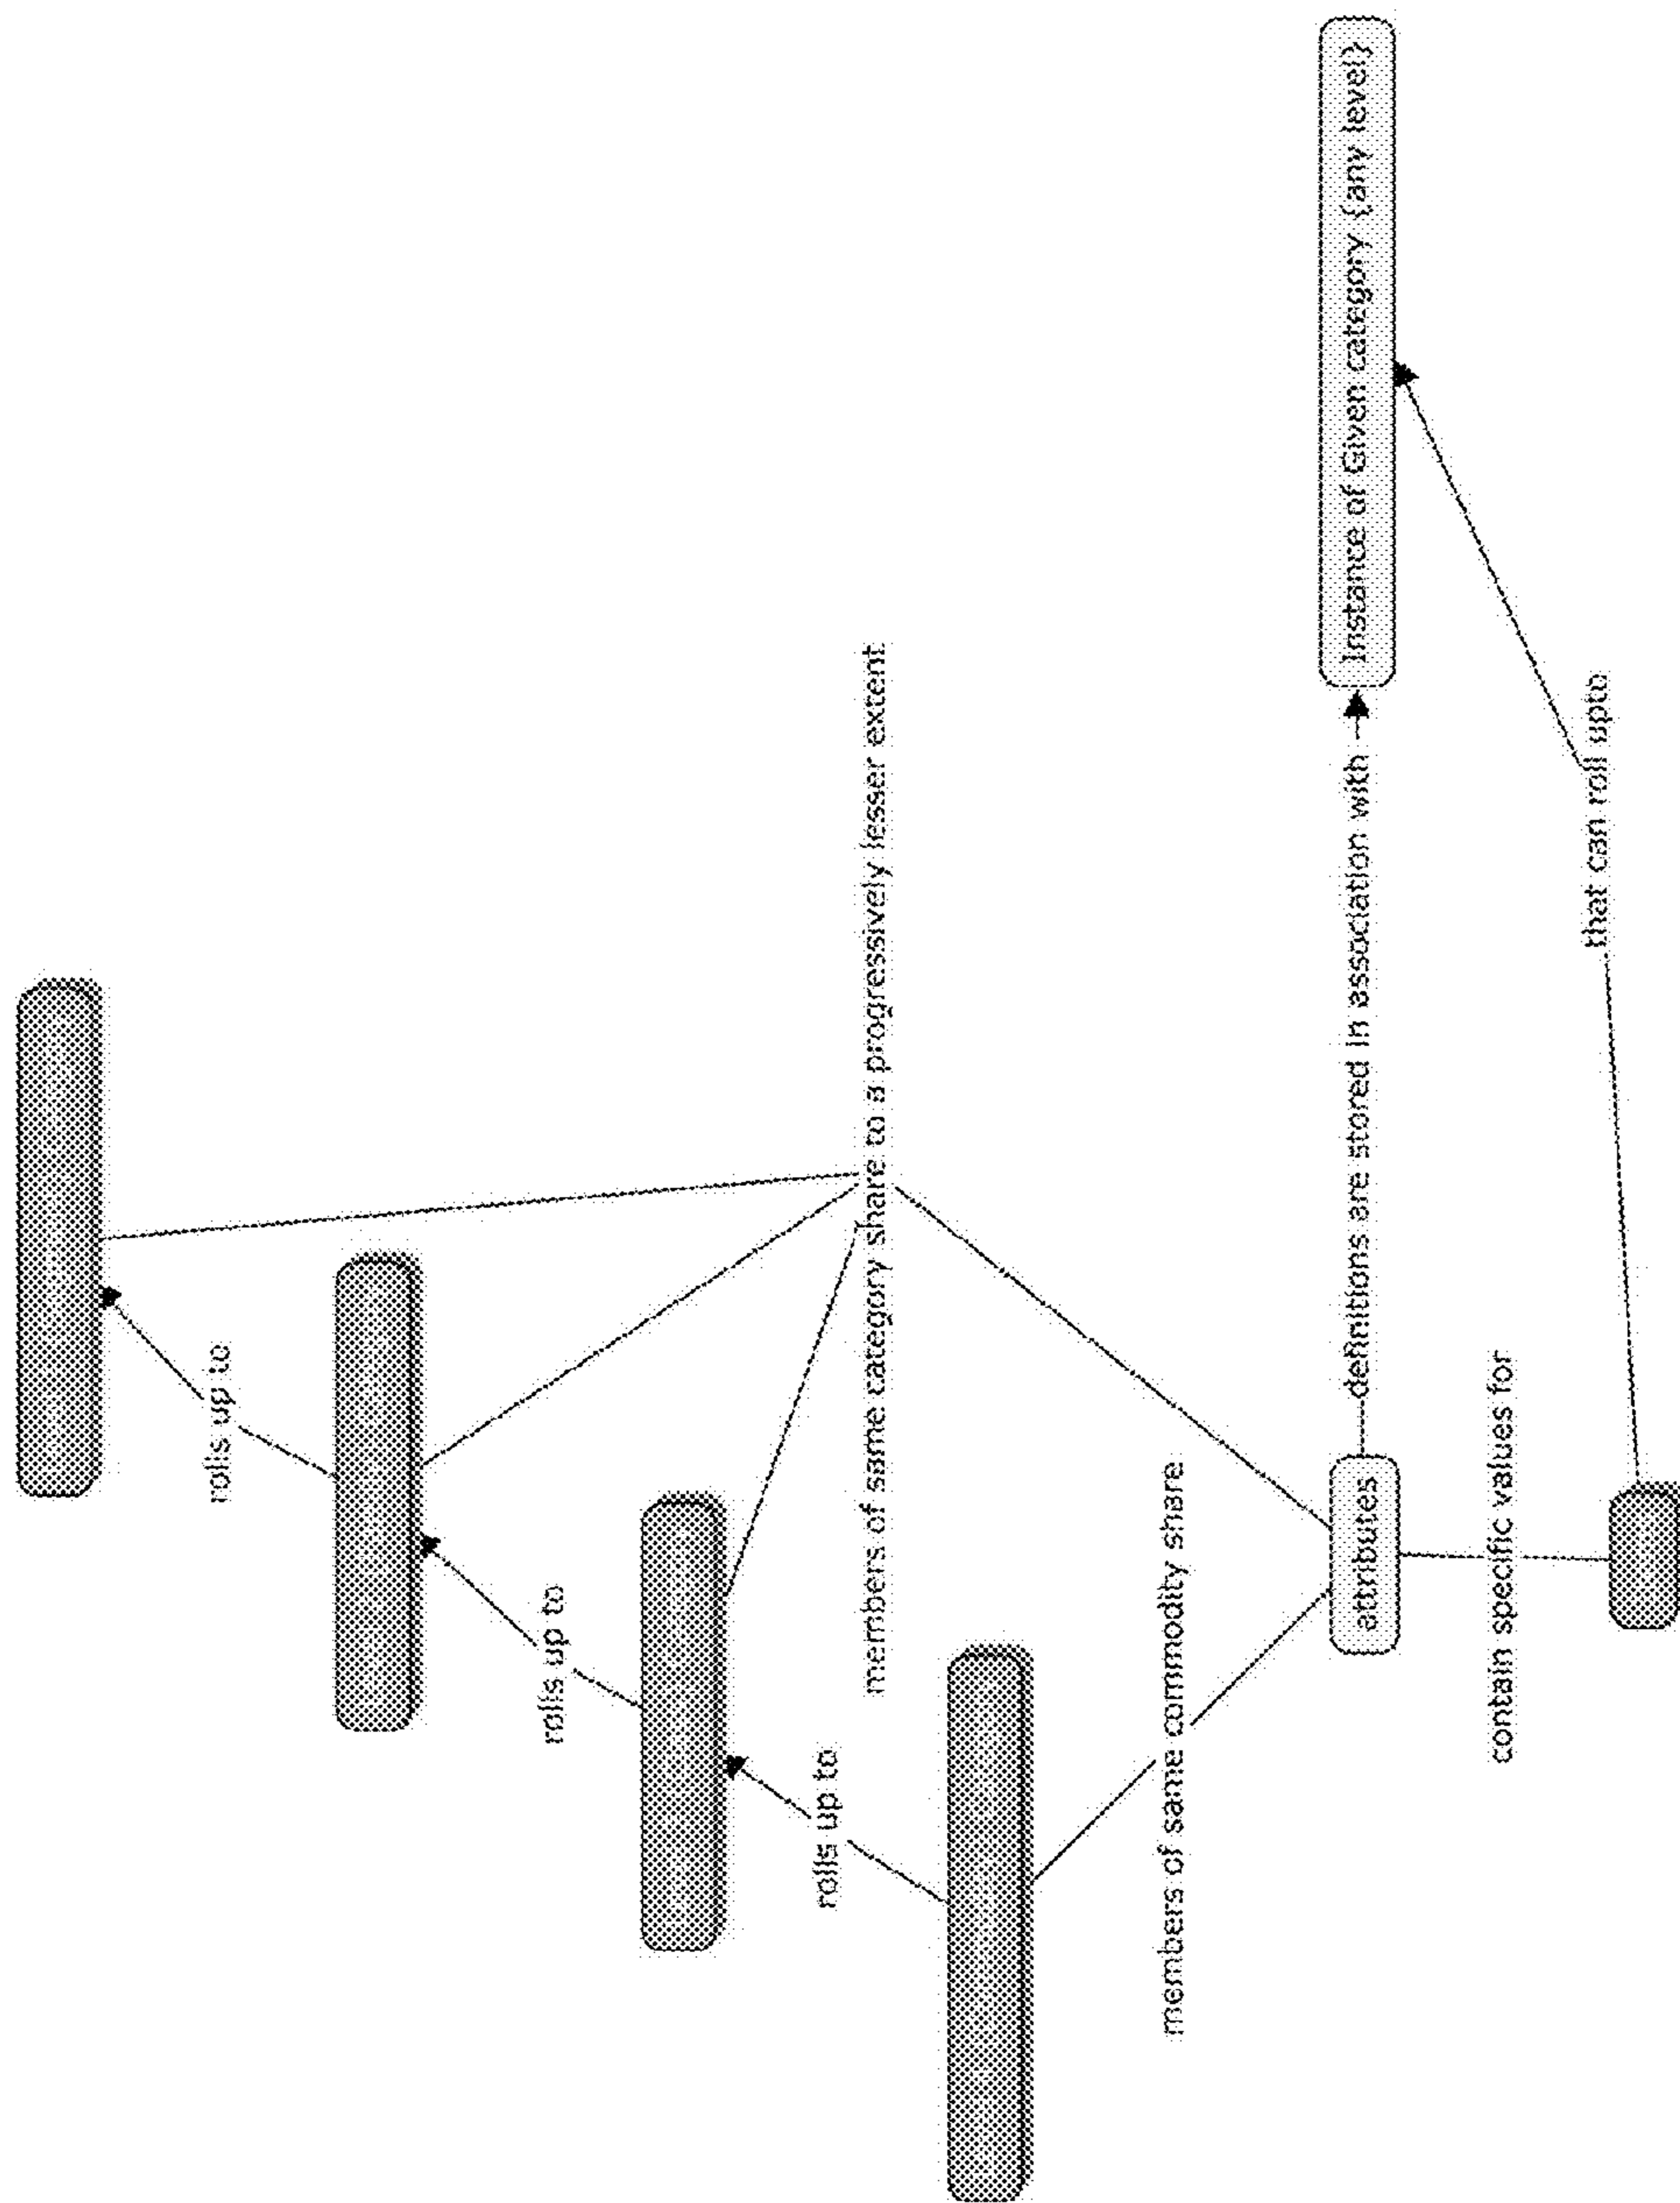 rolls up to
rolls up to
rolls up to
members of same category share to a progressively lesser extent
members of same commodity share
attributes
definitions are stored in association with
Instance of Given category (any level)
contain specific values for
that can roll upto